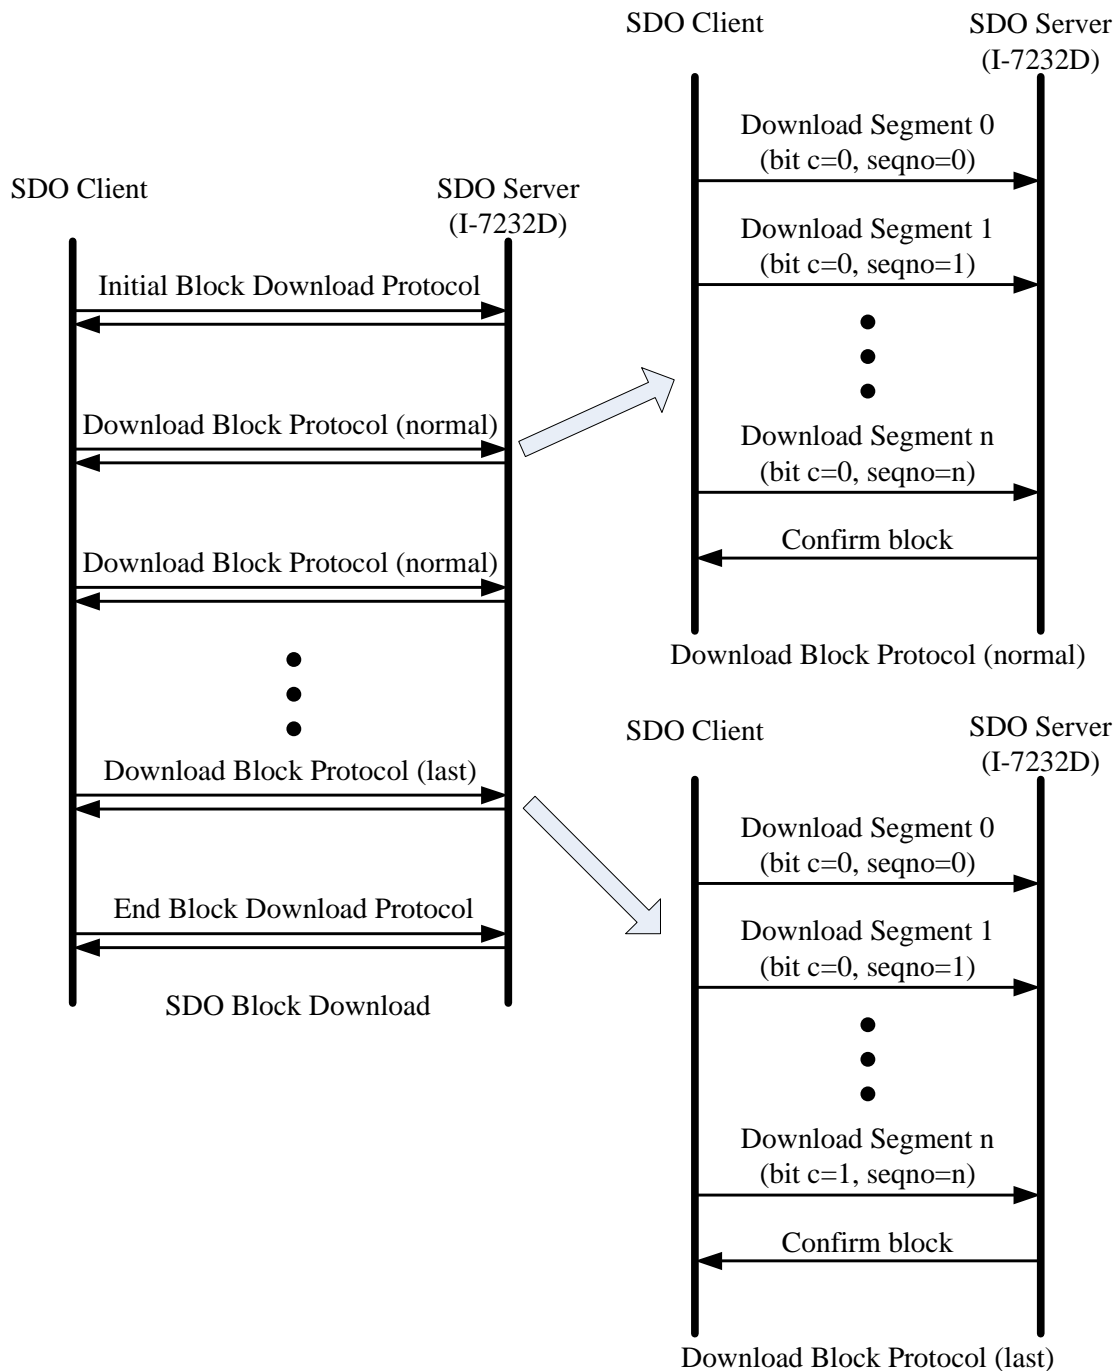 SDO Client
SDO Server
(I-7232D)
Initial Block Download Protocol
Download Block Protocol (normal)
Download Block Protocol (normal)
Download Block Protocol (last)
End Block Download Protocol
SDO Block Download
SDO Client
SDO Server
(I-7232D)
Download Segment 0
(bit c=0, seqno=0)
Download Segment 1
(bit c=0, seqno=1)
Download Segment n
(bit c=0, seqno=n)
Confirm block
Download Block Protocol (normal)
SDO Client
SDO Server
(I-7232D)
Download Segment 0
(bit c=0, seqno=0)
Download Segment 1
(bit c=0, seqno=1)
Download Segment n
(bit c=1, seqno=n)
Confirm block
Download Block Protocol (last)